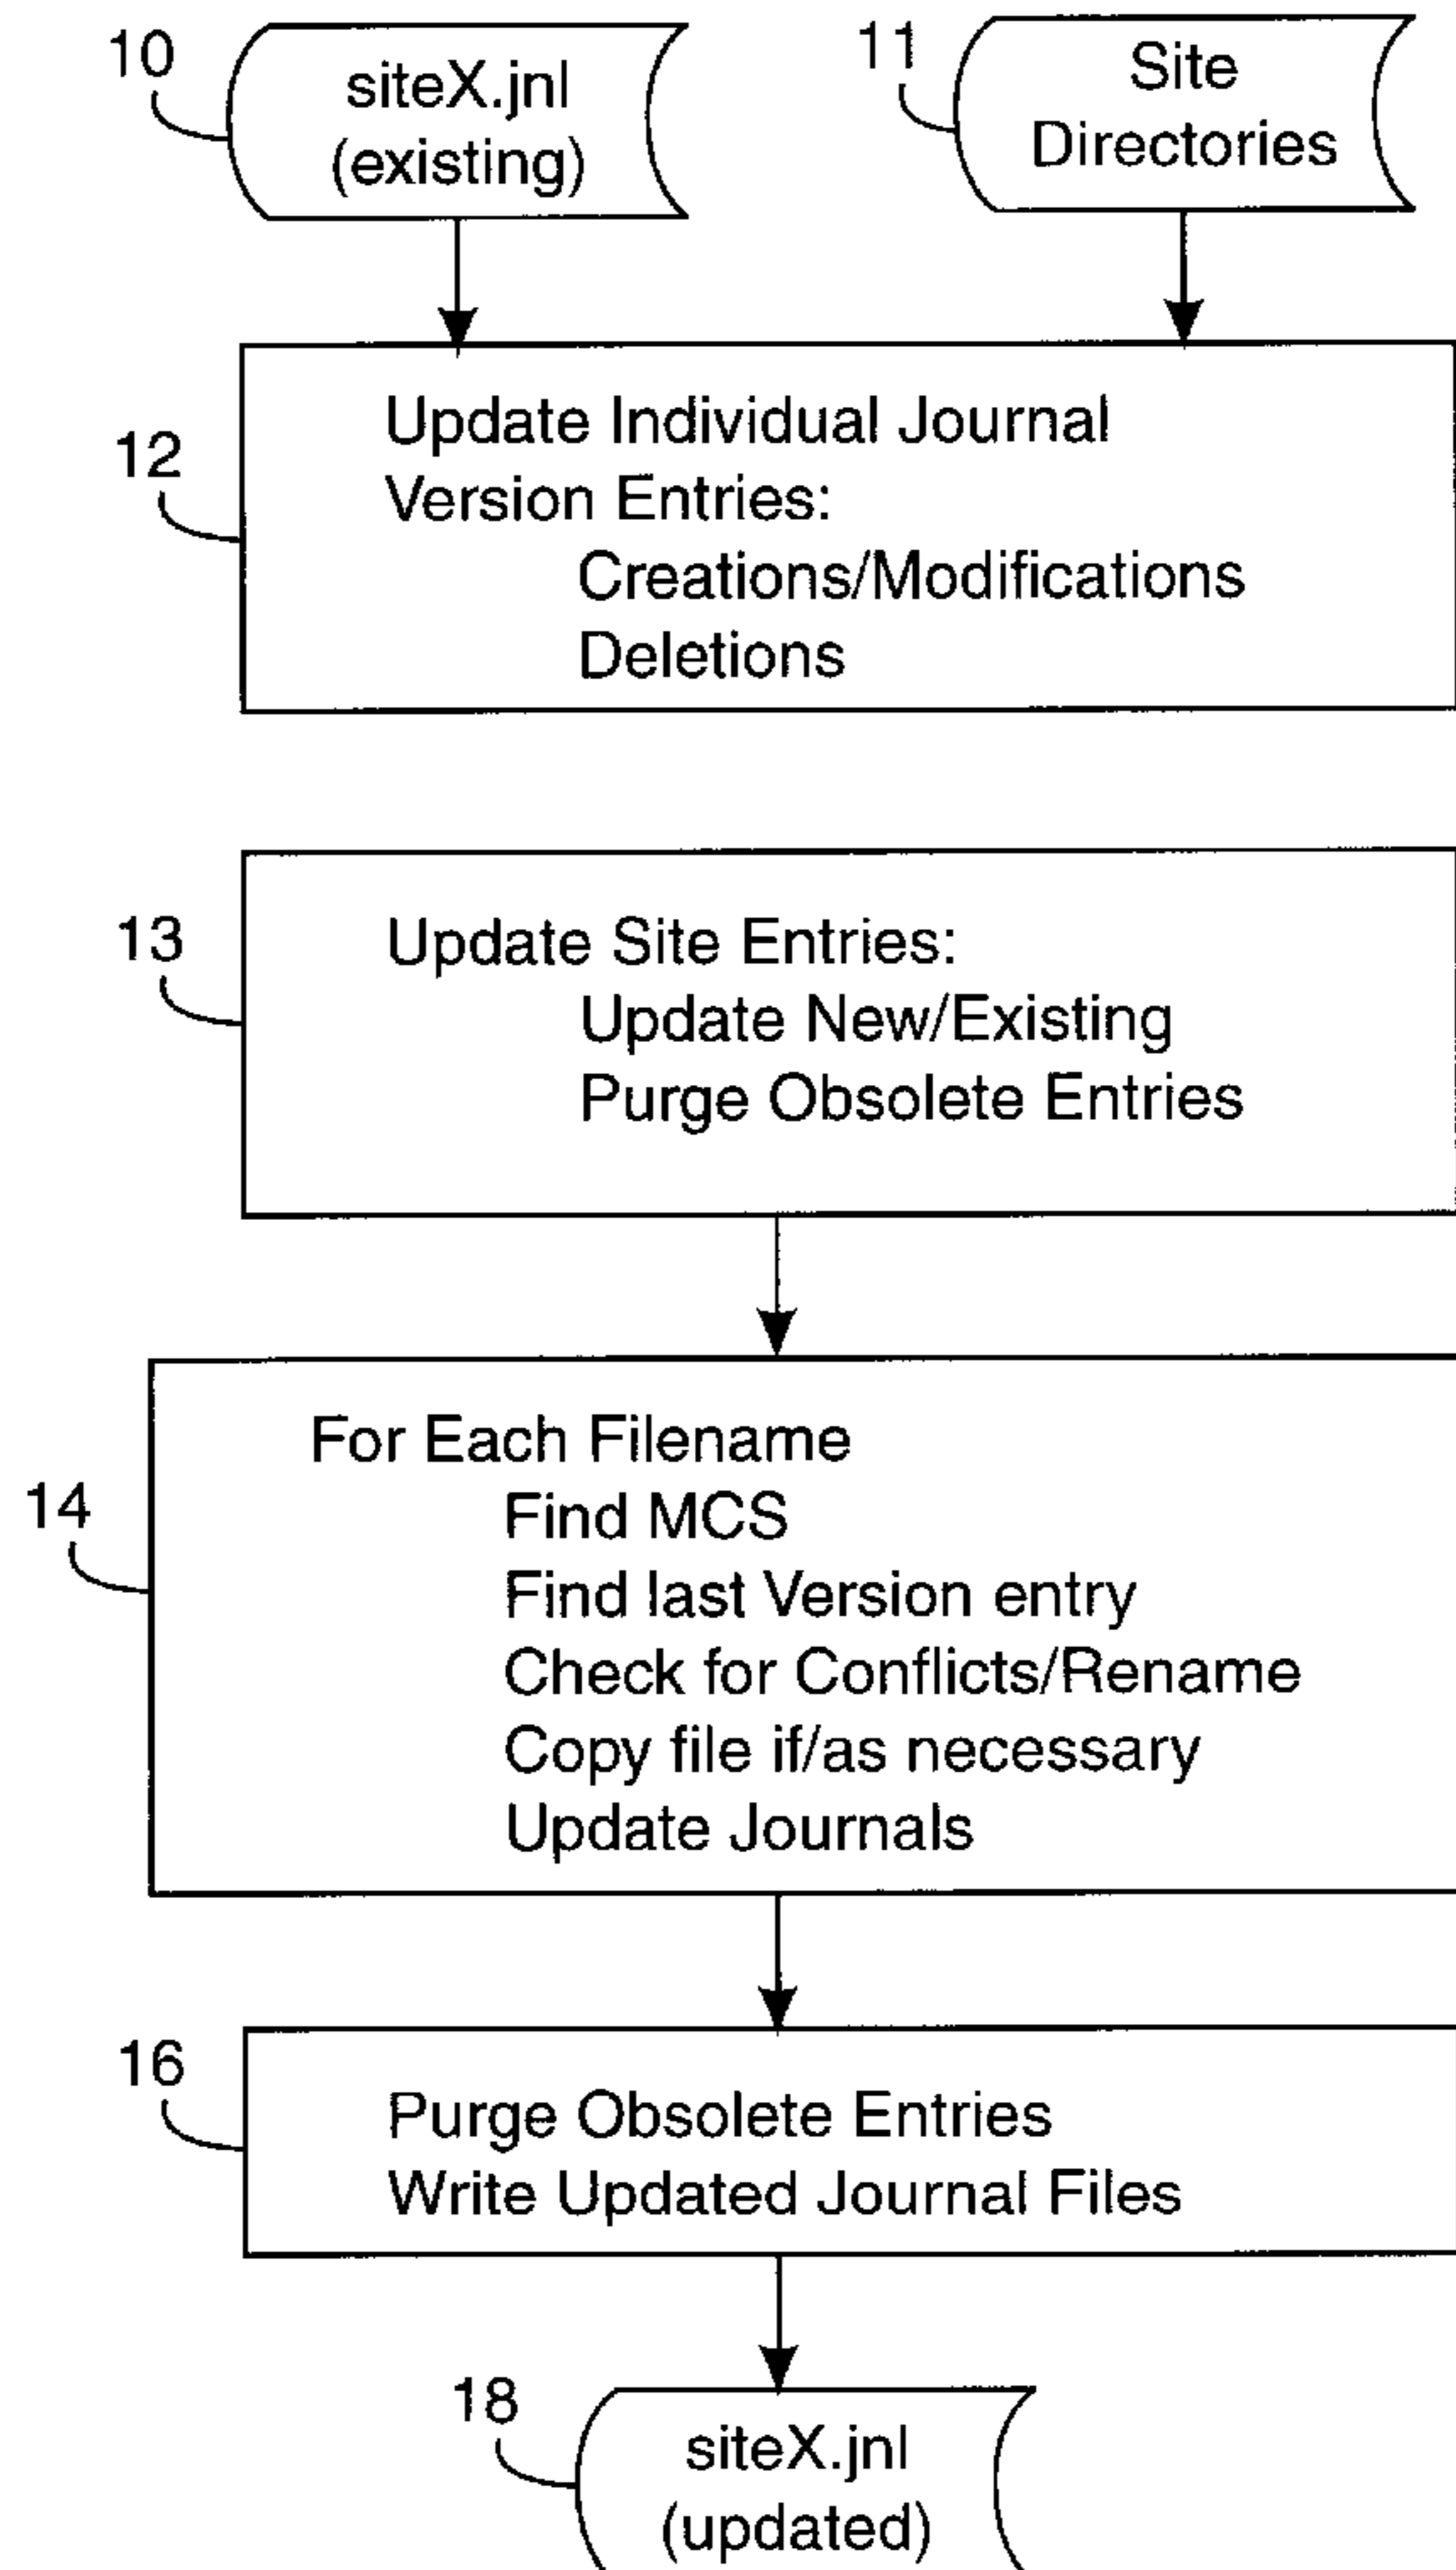 10
siteX.jnl
(existing)
11
Site
Directories
12
Update Individual Journal
Version Entries:
Creations/Modifications
Deletions
13
Update Site Entries:
Update New/Existing
Purge Obsolete Entries
14
For Each Filename
Find MCS
Find last Version entry
Check for Conflicts/Rename
Copy file if/as necessary
Update Journals
16
Purge Obsolete Entries
Write Updated Journal Files
18
siteX.jnl
(updated)